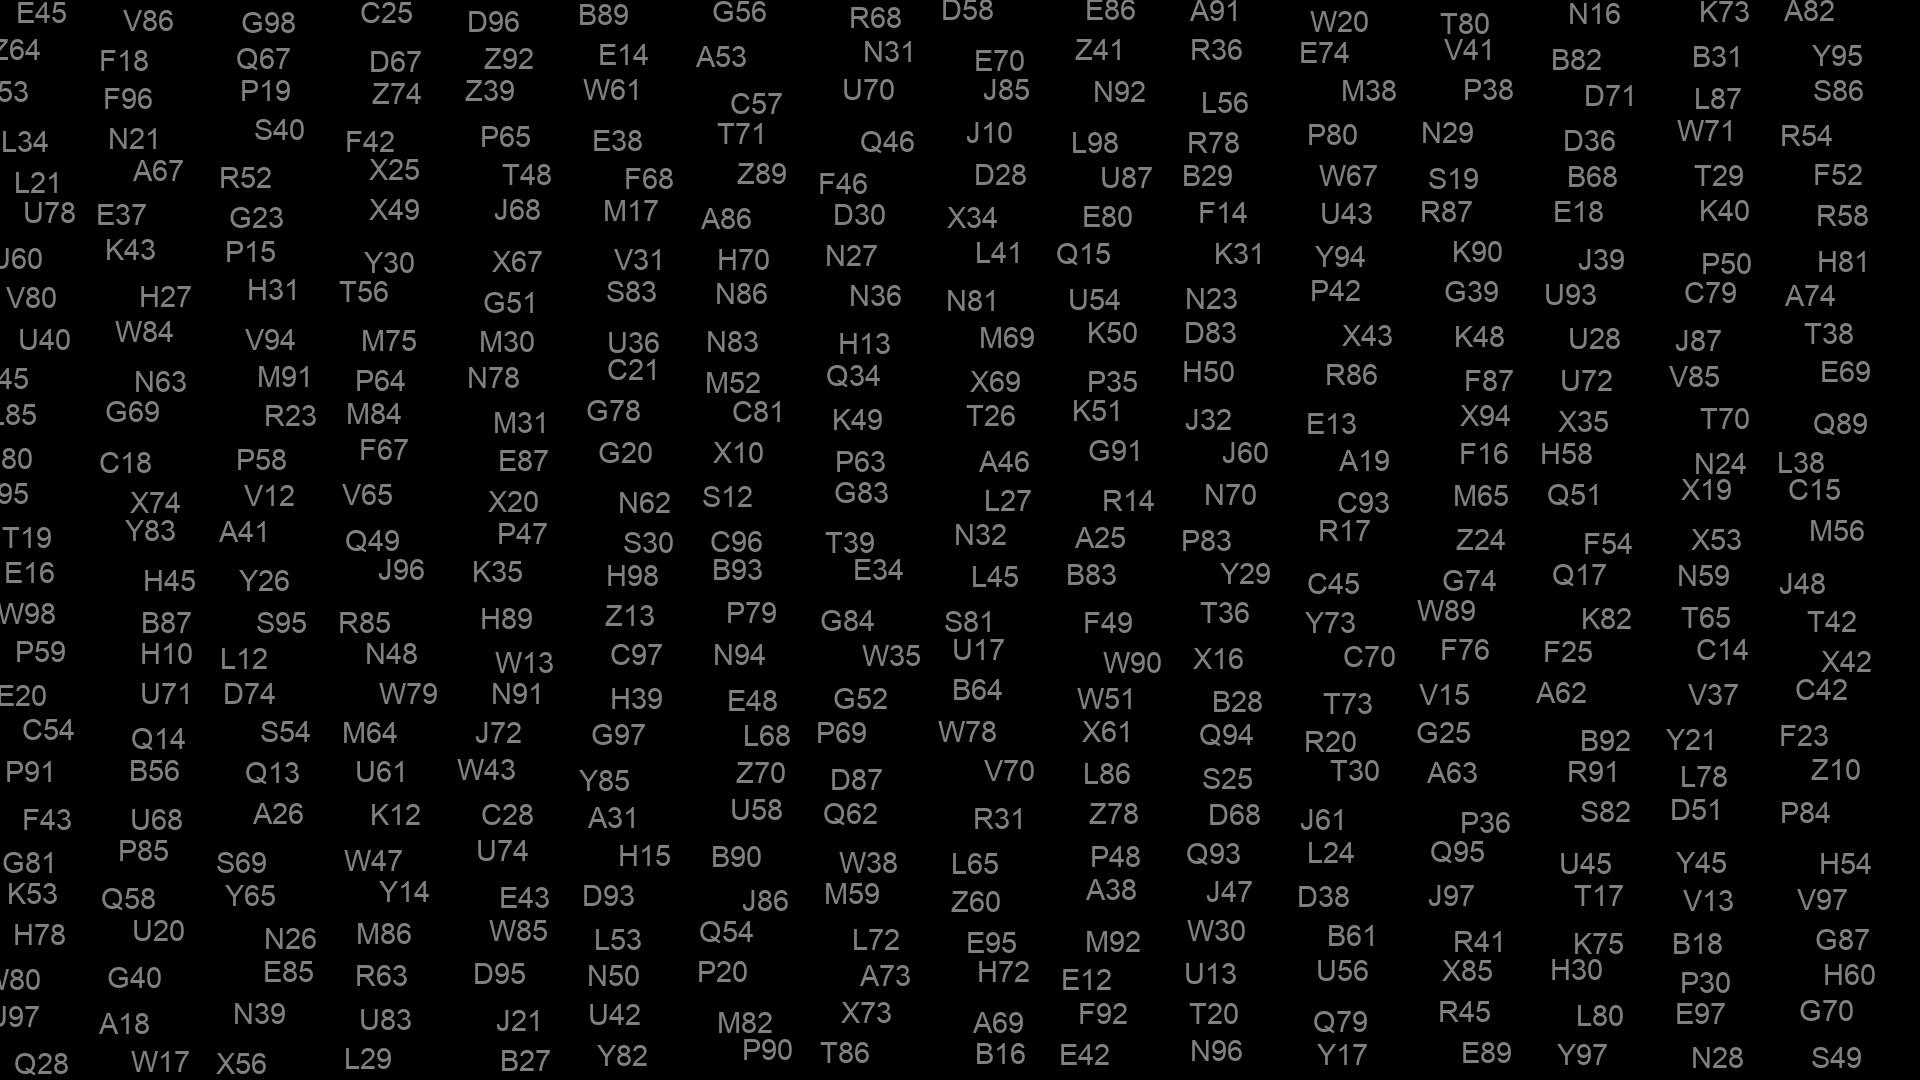 E45 V86 G98 C25 D96 B89 G56 R68 D58 E86 A91 W20 T80 N16 K73 A82
Z64 F18 Q67 D67 Z92 E14 A53 N31 E70 Z41 R36 E74 V41 B82 B31 Y95
53 F96 P19 Z74 Z39 W61 C57 U70 J85 N92 L56 M38 P38 D71 L87 S86
L34 N21 S40 F42 P65 E38 T71 Q46 J10 L98 R78 P80 N29 D36 W71 R54
L21 A67 R52 X25 T48 F68 Z89 F46 D28 U87 B29 W67 S19 B68 T29 F52
U78 E37 G23 X49 J68 M17 A86 D30 X34 E80 F14 U43 R87 E18 K40 R58
U60 K43 P15 Y30 X67 V31 H70 N27 L41 Q15 K31 Y94 K90 J39 P50 H81
V80 H27 H31 T56 G51 S83 N86 N36 N81 U54 N23 P42 G39 U93 C79 A74
U40 W84 V94 M75 M30 U36 N83 H13 M69 K50 D83 X43 K48 U28 J87 T38
45 N63 M91 P64 N78 C21 M52 Q34 X69 P35 H50 R86 F87 U72 V85 E69
85 G69 R23 M84 M31 G78 C81 K49 T26 K51 J32 E13 X94 X35 T70 Q89
80 C18 P58 F67 E87 G20 X10 P63 A46 G91 J60 A19 F16 H58 N24 L38
95 X74 V12 V65 X20 N62 S12 G83 L27 R14 N70 C93 M65 Q51 X19 C15
T19 Y83 A41 Q49 P47 S30 C96 T39 N32 A25 P83 R17 Z24 F54 X53 M56
E16 H45 Y26 J96 K35 H98 B93 E34 L45 B83 Y29 C45 G74 Q17 N59 J48
W98 B87 S95 R85 H89 Z13 P79 G84 S81 F49 T36 Y73 W89 K82 T65 T42
P59 H10 L12 N48 W13 C97 N94 W35 U17 W90 X16 C70 F76 F25 C14 X42
E20 U71 D74 W79 N91 H39 E48 G52 B64 W51 B28 T73 V15 A62 V37 C42
C54 Q14 S54 M64 J72 G97 L68 P69 W78 X61 Q94 R20 G25 B92 Y21 F23
P91 B56 Q13 U61 W43 Y85 Z70 D87 V70 L86 S25 T30 A63 R91 L78 Z10
F43 U68 A26 K12 C28 A31 U58 Q62 R31 Z78 D68 J61 P36 S82 D51 P84
G81 P85 S69 W47 U74 H15 B90 W38 L65 P48 Q93 L24 Q95 U45 Y45 H54
K53 Q58 Y65 Y14 E43 D93 J86 M59 Z60 A38 J47 D38 J97 T17 V13 V97
H78 U20 N26 M86 W85 L53 Q54 L72 E95 M92 W30 B61 R41 K75 B18 G87
W80 G40 E85 R63 D95 N50 P20 A73 H72 E12 U13 U56 X85 H30 P30 H60
U97 A18 N39 U83 J21 U42 M82 X73 A69 F92 T20 Q79 R45 L80 E97 G70
Q28 W17 X56 L29 B27 Y82 P90 T86 B16 E42 N96 Y17 E89 Y97 N28 S49